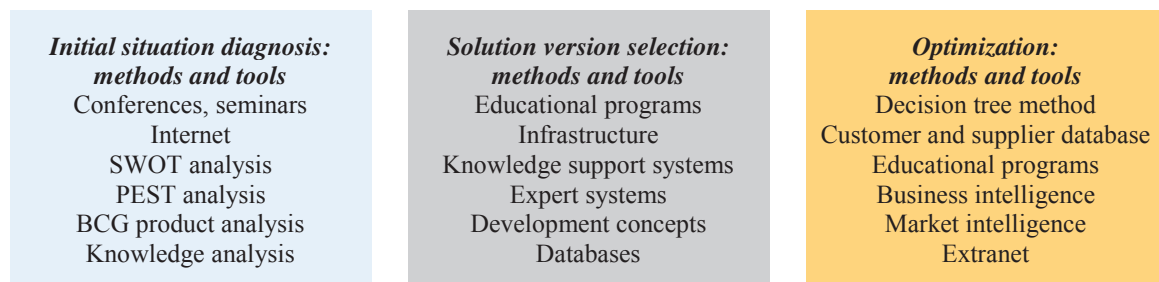 Initial situation diagnosis:
methods and tools
Conferences, seminars
Internet
SWOT analysis
PEST analysis
BCG product analysis
Knowledge analysis
Solution version selection:
methods and tools
Educational programs
Infrastructure
Knowledge support systems
Expert systems
Development concepts
Databases
Optimization:
methods and tools
Decision tree method
Customer and supplier database
Educational programs
Business intelligence
Market intelligence
Extranet